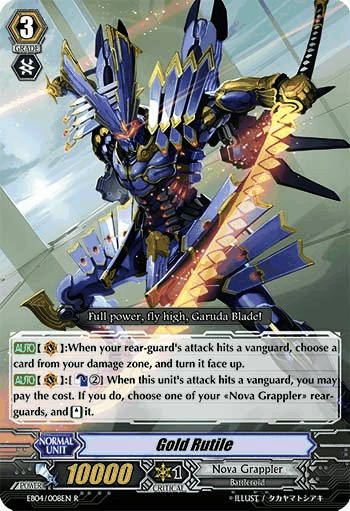 3
GRADE
Full power, fly high, Garuda Blade!
AUTO【 】:When your rear-guard's attack hits a vanguard, choose a
card from your damage zone, and turn it face up.
AUTO【 】:[ ②] When this unit's attack hits a vanguard, you may
pay the cost. If you do, choose one of your «Nova Grappler» rear-
guards, and it.
NORMAL
UNIT
Gold Rutile
POWER 10000 1
CRITICAL
Nova Grappler
Battleroid
EB04/008EN R
©ILLUST / タカヤマトシアキ